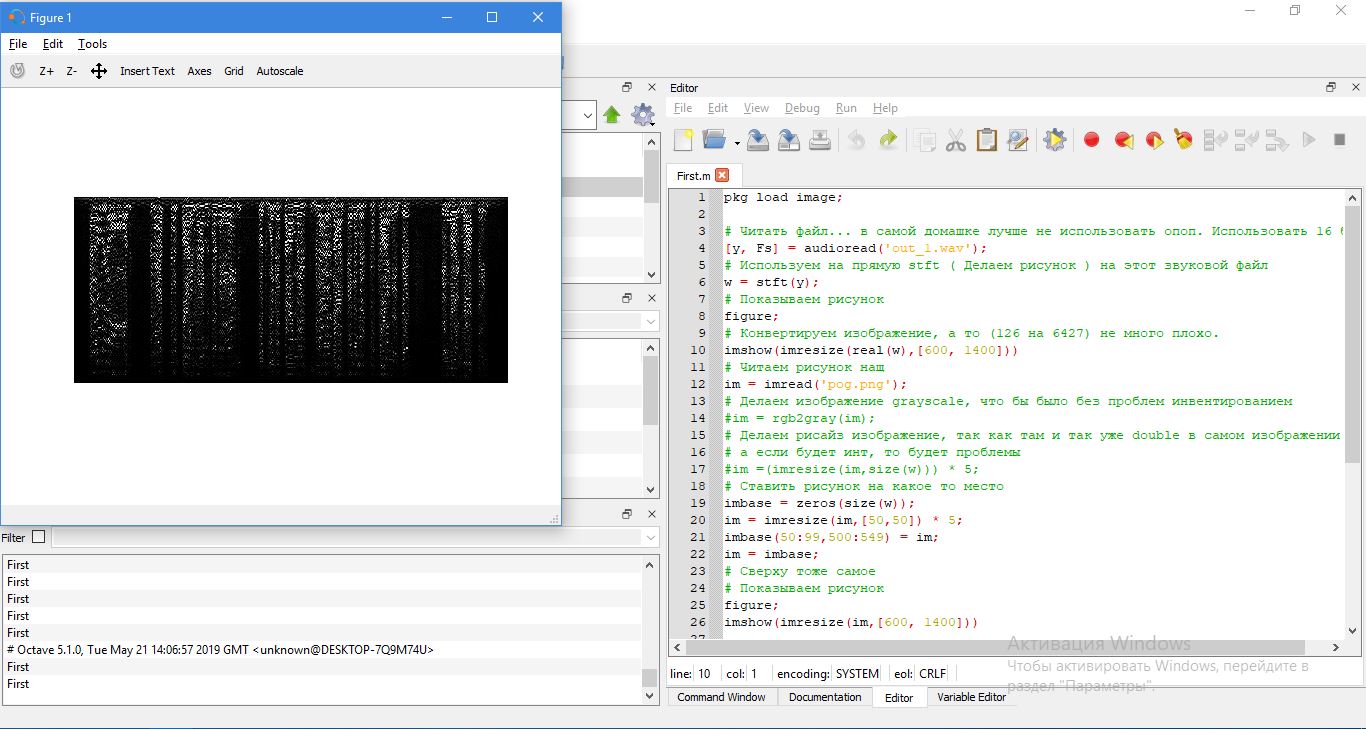 Figure 1
File Edit Tools
Z+ Z- Insert Text Axes Grid Autoscale
Filter
First
First
First
First
First
# Octave 5.1.0, Tue May 21 14:06:57 2019 GMT <unknown@DESKTOP-7Q9M74U>
First
First
Editor
File Edit View Debug Run Help
First.m
1 pkg load image;
2
3 # Читать файл... в самой домашке лучше не использовать опоп. Использовать 16
4 [y, Fs] = audioread('out_1.wav');
5 # Используем на прямую stft ( Делаем рисунок ) на этот звуковой файл
6 w = stft(y);
7 # Показываем рисунок
8 figure;
9 # Конвертируем изображение, а то (126 на 6427) не много плохо.
10 imshow(imresize(real(w),[600, 1400]))
11 # Читаем рисунок наш
12 im = imread('pog.png');
13 # Делаем изображение grayscale, что бы было без проблем инвентированием
14 #im = rgb2gray(im);
15 # Делаем рисайз изображение, так как там и так уже double в самом изображении
16 # а если будет инт, то будет проблемы
17 #im =(imresize(im,size(w))) * 5;
18 # Ставить рисунок на какое то место
19 imbase = zeros(size(w));
20 im = imresize(im,[50,50]) * 5;
21 imbase(50:99,500:549) = im;
22 im = imbase;
23 # Сверху тоже самое
24 # Показываем рисунок
25 figure;
26 imshow(imresize(im,[600, 1400]))
27
Активация Windows
Чтобы активировать Windows, перейдите в
раздел "Параметры".
line: 10 col: 1 encoding: SYSTEM eol: CRLF
Command Window Documentation Editor Variable Editor